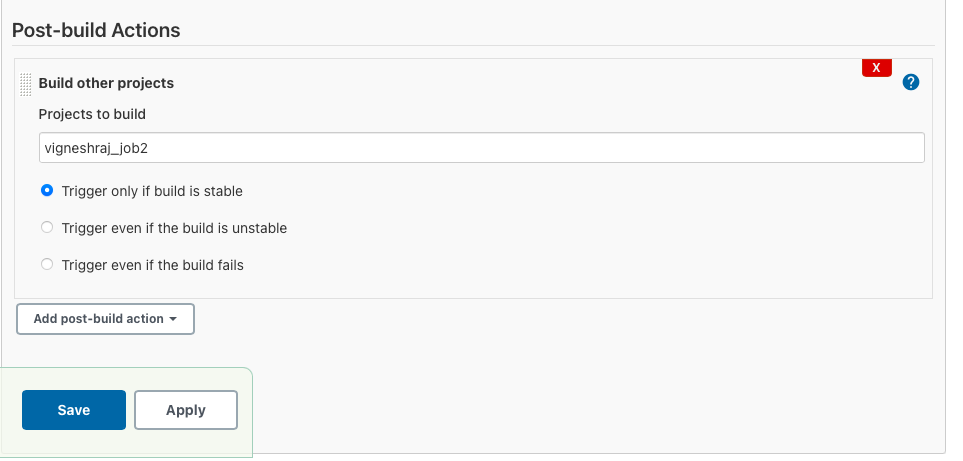 Post-build Actions
X
Build other projects
?
Projects to build
vigneshraj_job2
Trigger only if build is stable
Trigger even if the build is unstable
Trigger even if the build fails
Add post-build action
Save
Apply